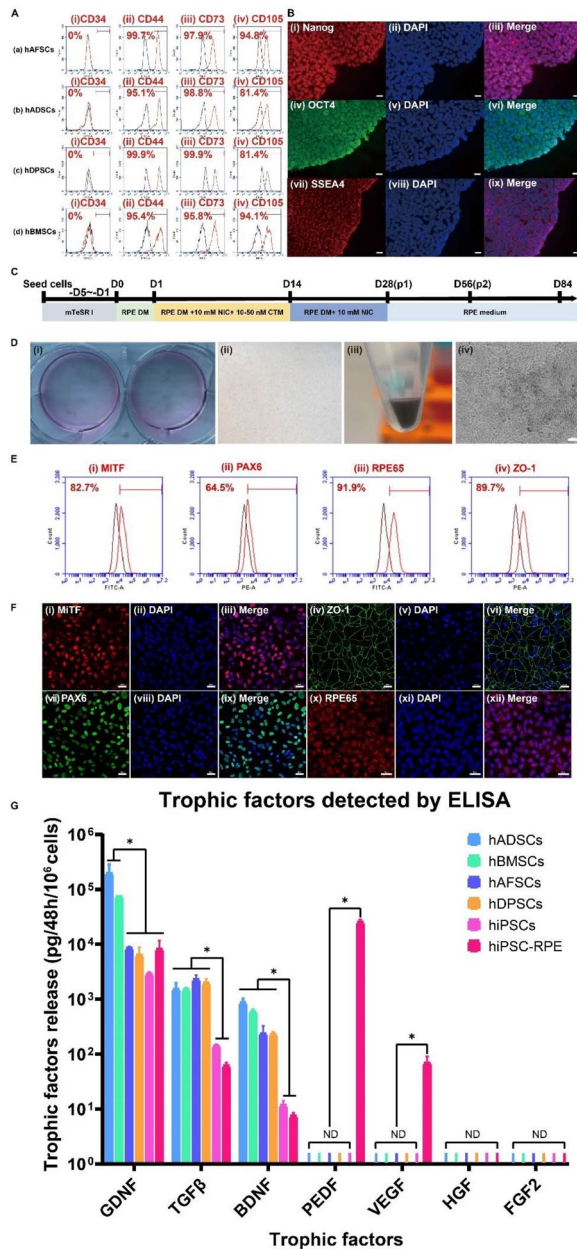 A
(i)CD34 (ii) CD44 (iii) CD73 (iv) CD105
0% 99.7% 97.9% 94.8%
(a) hAFSCs
(i)CD34 (ii) CD44 (iii) CD73 (iv) CD105
0% 95.1% 98.8% 81.4%
(b) hADSCs
(i)CD34 (ii) CD44 (iii) CD73 (iv) CD105
0% 99.9% 99.9% 81.4%
(c) hDPSCs
(i)CD34 (ii) CD44 (iii) CD73 (iv) CD105
0% 95.4% 95.8% 94.1%
(d) hBMSCs
B
(i) Nanog (ii) DAPI (iii) Merge
(iv) OCT4 (v) DAPI (vi) Merge
(vii) SSEA4 (viii) DAPI (ix) Merge
C
Seed cells D0 D1 D14 D28(p1) D56(p2) D84
-D5~-D1
mTeSR I RPE DM RPE DM +10 mM NIC+ 10-50 nM CTM RPE DM+ 10 mM NIC RPE medium
D
(i) (ii) (iii) (iv)
E
(i) MITF (ii) PAX6 (iii) RPE65 (iv) ZO-1
82.7% 64.5% 91.9% 89.7%
Count Count Count Count
FITC-A PE-A FITC-A PE-A
F
(i) MiTF (ii) DAPI (iii) Merge (iv) ZO-1 (v) DAPI (vi) Merge
(vii) PAX6 (viii) DAPI (ix) Merge (x) RPE65 (xi) DAPI (xii) Merge
G
Trophic factors detected by ELISA
Trophic factors release (pg/48h/10⁶ cells)
10⁶
10⁵
10⁴
10³
10²
10¹
10⁰
* * * * *
ND ND ND ND
hADSCs
hBMSCs
hAFSCs
hDPSCs
hiPSCs
hiPSC-RPE
GDNF TGFβ BDNF PEDF VEGF HGF FGF2
Trophic factors